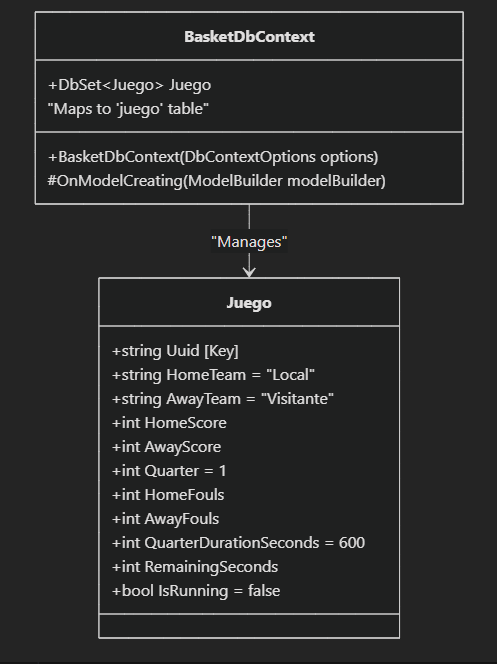 BasketDbContext
+DbSet<Juego> Juego
"Maps to 'juego' table"
+BasketDbContext(DbContextOptions options)
#OnModelCreating(ModelBuilder modelBuilder)
"Manages"
Juego
+string Uuid [Key]
+string HomeTeam = "Local"
+string AwayTeam = "Visitante"
+int HomeScore
+int AwayScore
+int Quarter = 1
+int HomeFouls
+int AwayFouls
+int QuarterDurationSeconds = 600
+int RemainingSeconds
+bool IsRunning = false